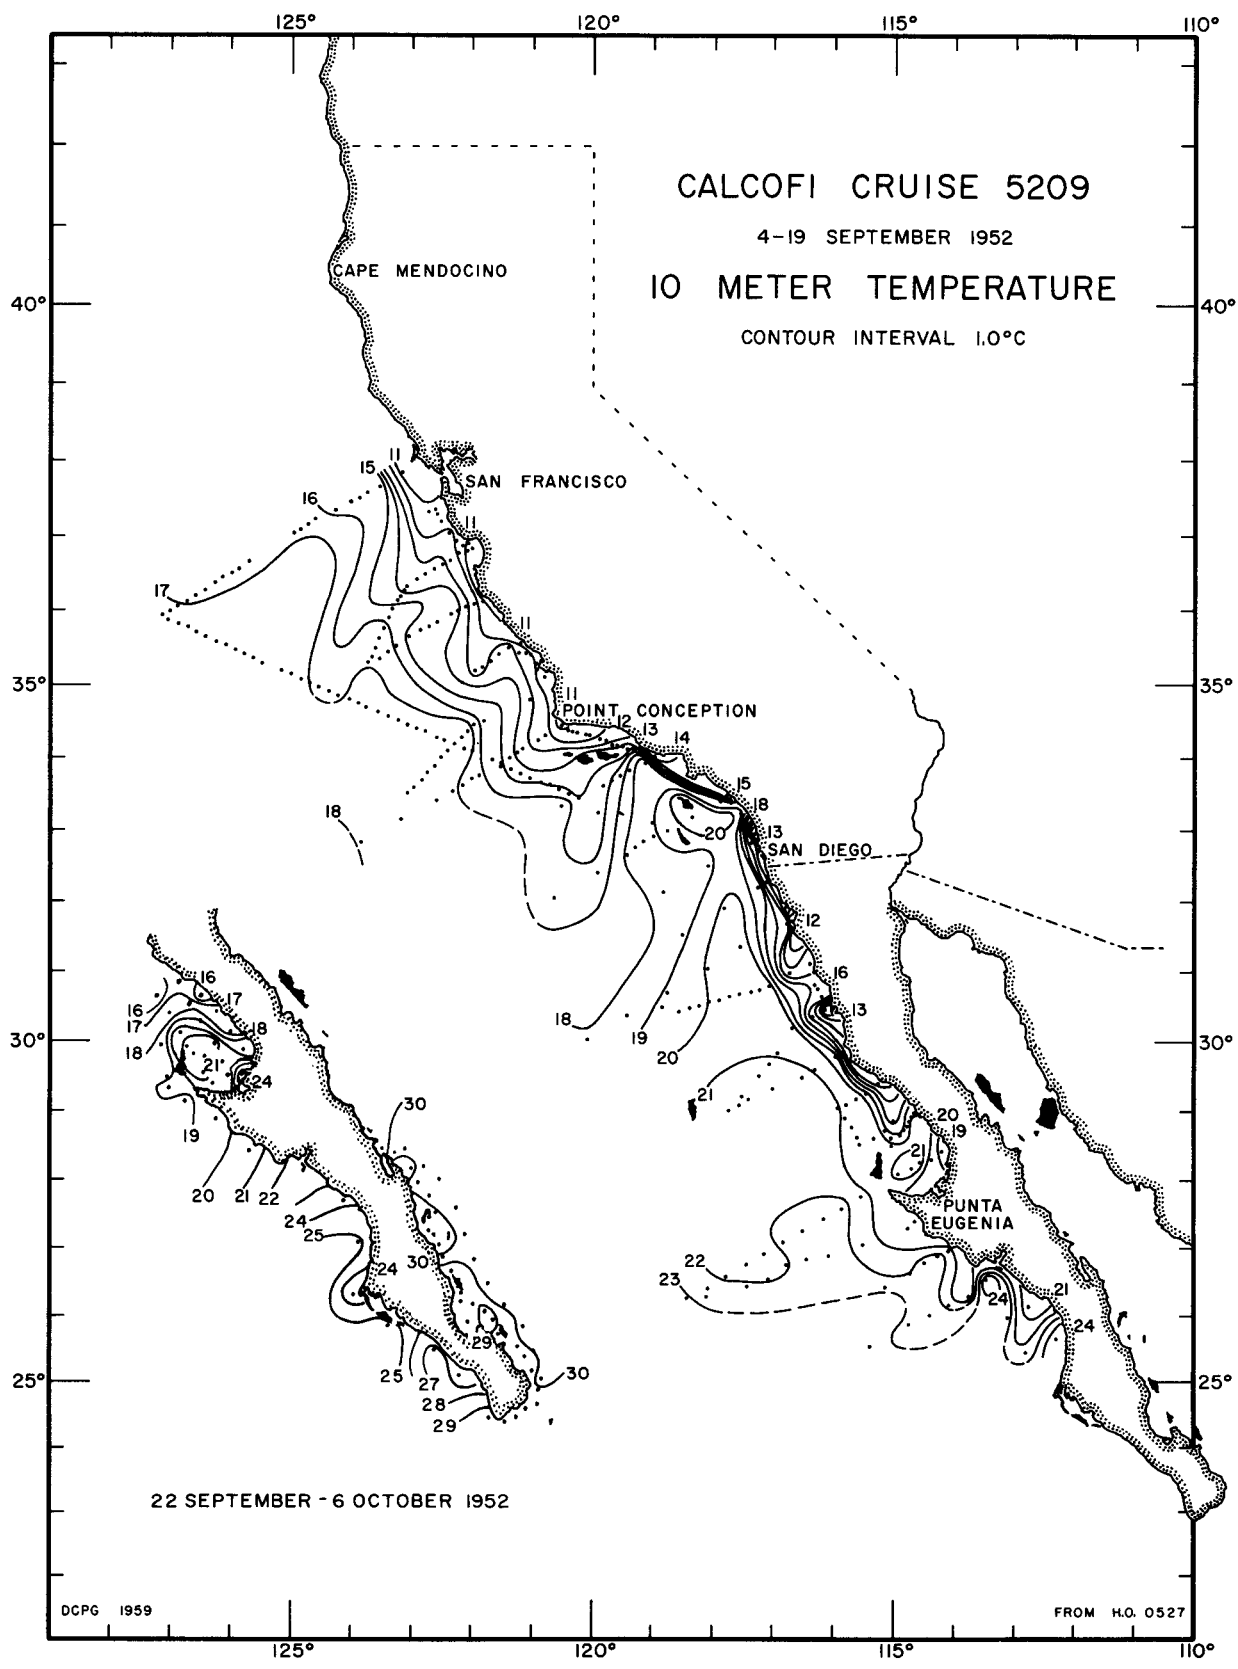 125° 120° 115° 110°
CALCOFI CRUISE 5209
4-19 SEPTEMBER 1952
CAPE MENDOCINO
10 METER TEMPERATURE
40° 40°
CONTOUR INTERVAL 1.0°C
15 11
SAN FRANCISCO
16
11
17
11
35° 35°
11
POINT CONCEPTION
12 13 14
15
18 18
20 13
SAN DIEGO
12
16 16
16 17 13
17 18 18
18 19
30° 30°
20
21 24
21
30 20
19 19
21
20 21 22
24 PUNTA
25 EUGENIA
24 30 22
23
24 21
24
29
25 27 30
25° 25°
28
29
22 SEPTEMBER - 6 OCTOBER 1952
DCPG 1959 FROM H.O. 0527
125° 120° 115° 110°